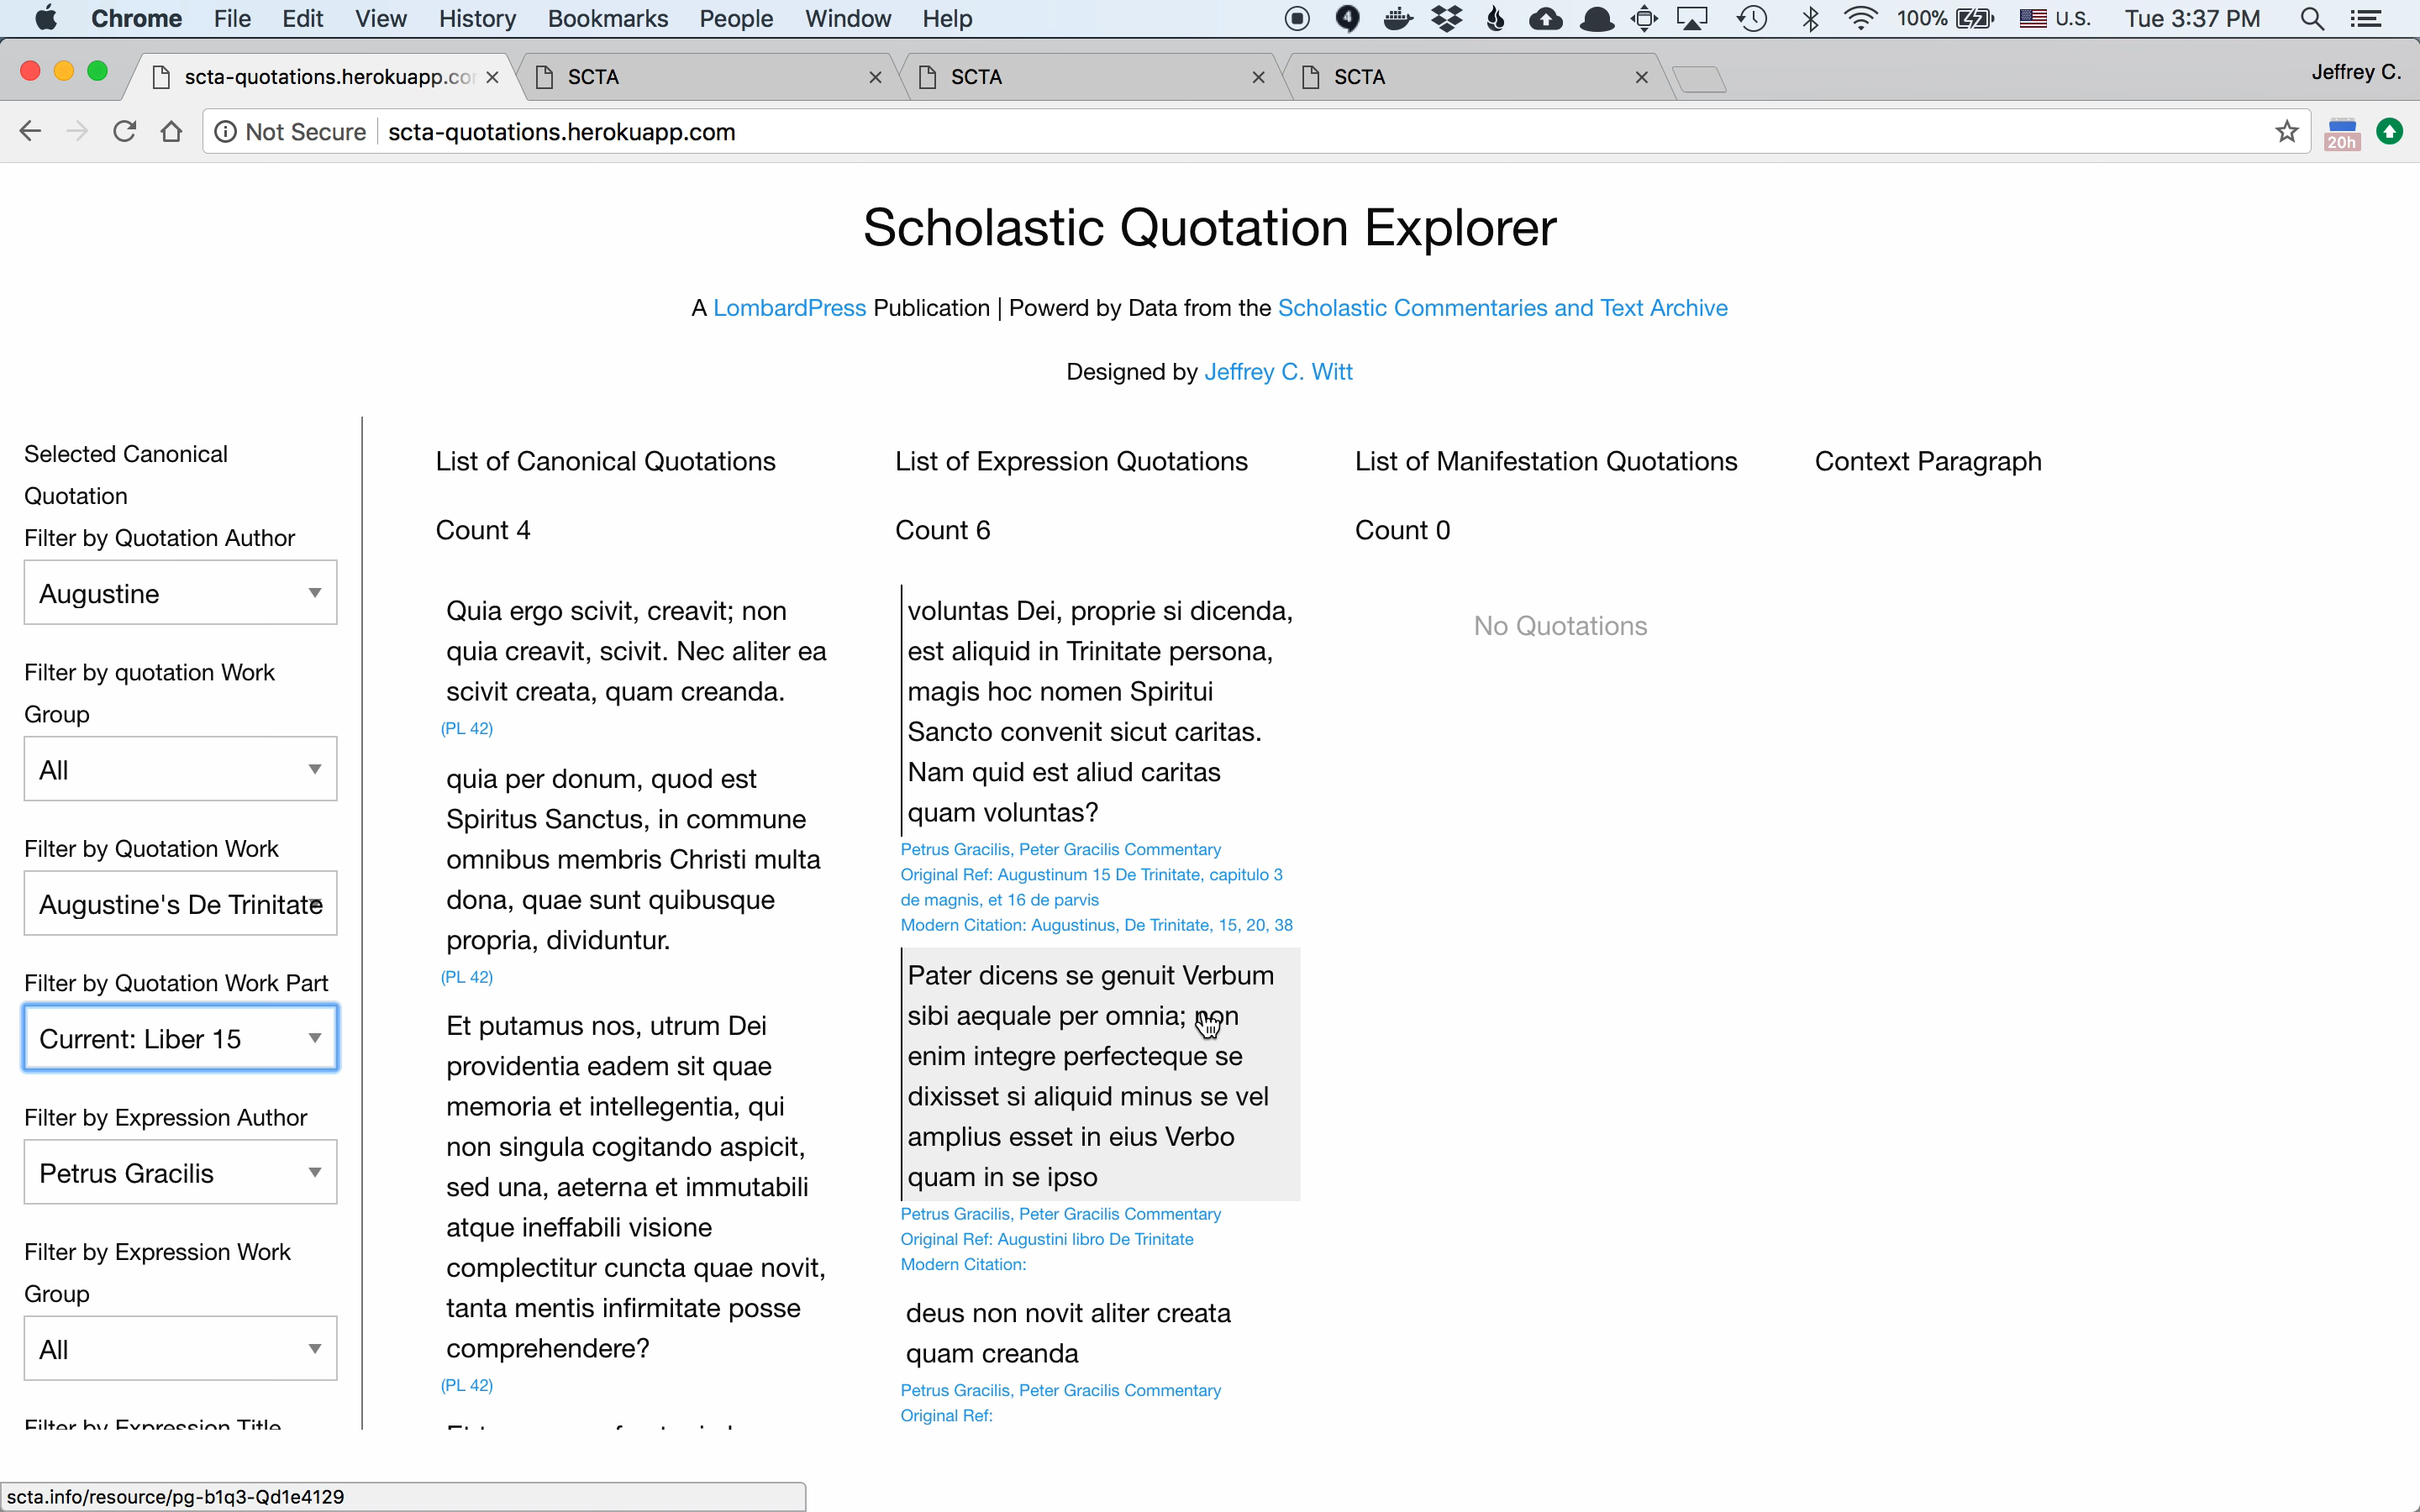 Chrome File Edit View History Bookmarks People Window Help 4 100% U.S. Tue 3:37 PM
scta-quotations.herokuapp.co SCTA SCTA SCTA Jeffrey C.
Not Secure scta-quotations.herokuapp.com 20h
Scholastic Quotation Explorer
A LombardPress Publication | Powerd by Data from the Scholastic Commentaries and Text Archive
Designed by Jeffrey C. Witt
Selected Canonical
Quotation
Filter by Quotation Author
Augustine
Filter by quotation Work
Group
All
Filter by Quotation Work
Augustine's De Trinitate
Filter by Quotation Work Part
Current: Liber 15
Filter by Expression Author
Petrus Gracilis
Filter by Expression Work
Group
All
Filter by Expression Title
List of Canonical Quotations
Count 4
Quia ergo scivit, creavit; non
quia creavit, scivit. Nec aliter ea
scivit creata, quam creanda.
(PL 42)
quia per donum, quod est
Spiritus Sanctus, in commune
omnibus membris Christi multa
dona, quae sunt quibusque
propria, dividuntur.
(PL 42)
Et putamus nos, utrum Dei
providentia eadem sit quae
memoria et intellegentia, qui
non singula cogitando aspicit,
sed una, aeterna et immutabili
atque ineffabili visione
complectitur cuncta quae novit,
tanta mentis infirmitate posse
comprehendere?
(PL 42)
List of Expression Quotations
Count 6
voluntas Dei, proprie si dicenda,
est aliquid in Trinitate persona,
magis hoc nomen Spiritui
Sancto convenit sicut caritas.
Nam quid est aliud caritas
quam voluntas?
Petrus Gracilis, Peter Gracilis Commentary
Original Ref: Augustinum 15 De Trinitate, capitulo 3
de magnis, et 16 de parvis
Modern Citation: Augustinus, De Trinitate, 15, 20, 38
Pater dicens se genuit Verbum
sibi aequale per omnia; non
enim integre perfecteque se
dixisset si aliquid minus se vel
amplius esset in eius Verbo
quam in se ipso
Petrus Gracilis, Peter Gracilis Commentary
Original Ref: Augustini libro De Trinitate
Modern Citation:
deus non novit aliter creata
quam creanda
Petrus Gracilis, Peter Gracilis Commentary
Original Ref:
List of Manifestation Quotations
Count 0
No Quotations
Context Paragraph
scta.info/resource/pg-b1q3-Qd1e4129